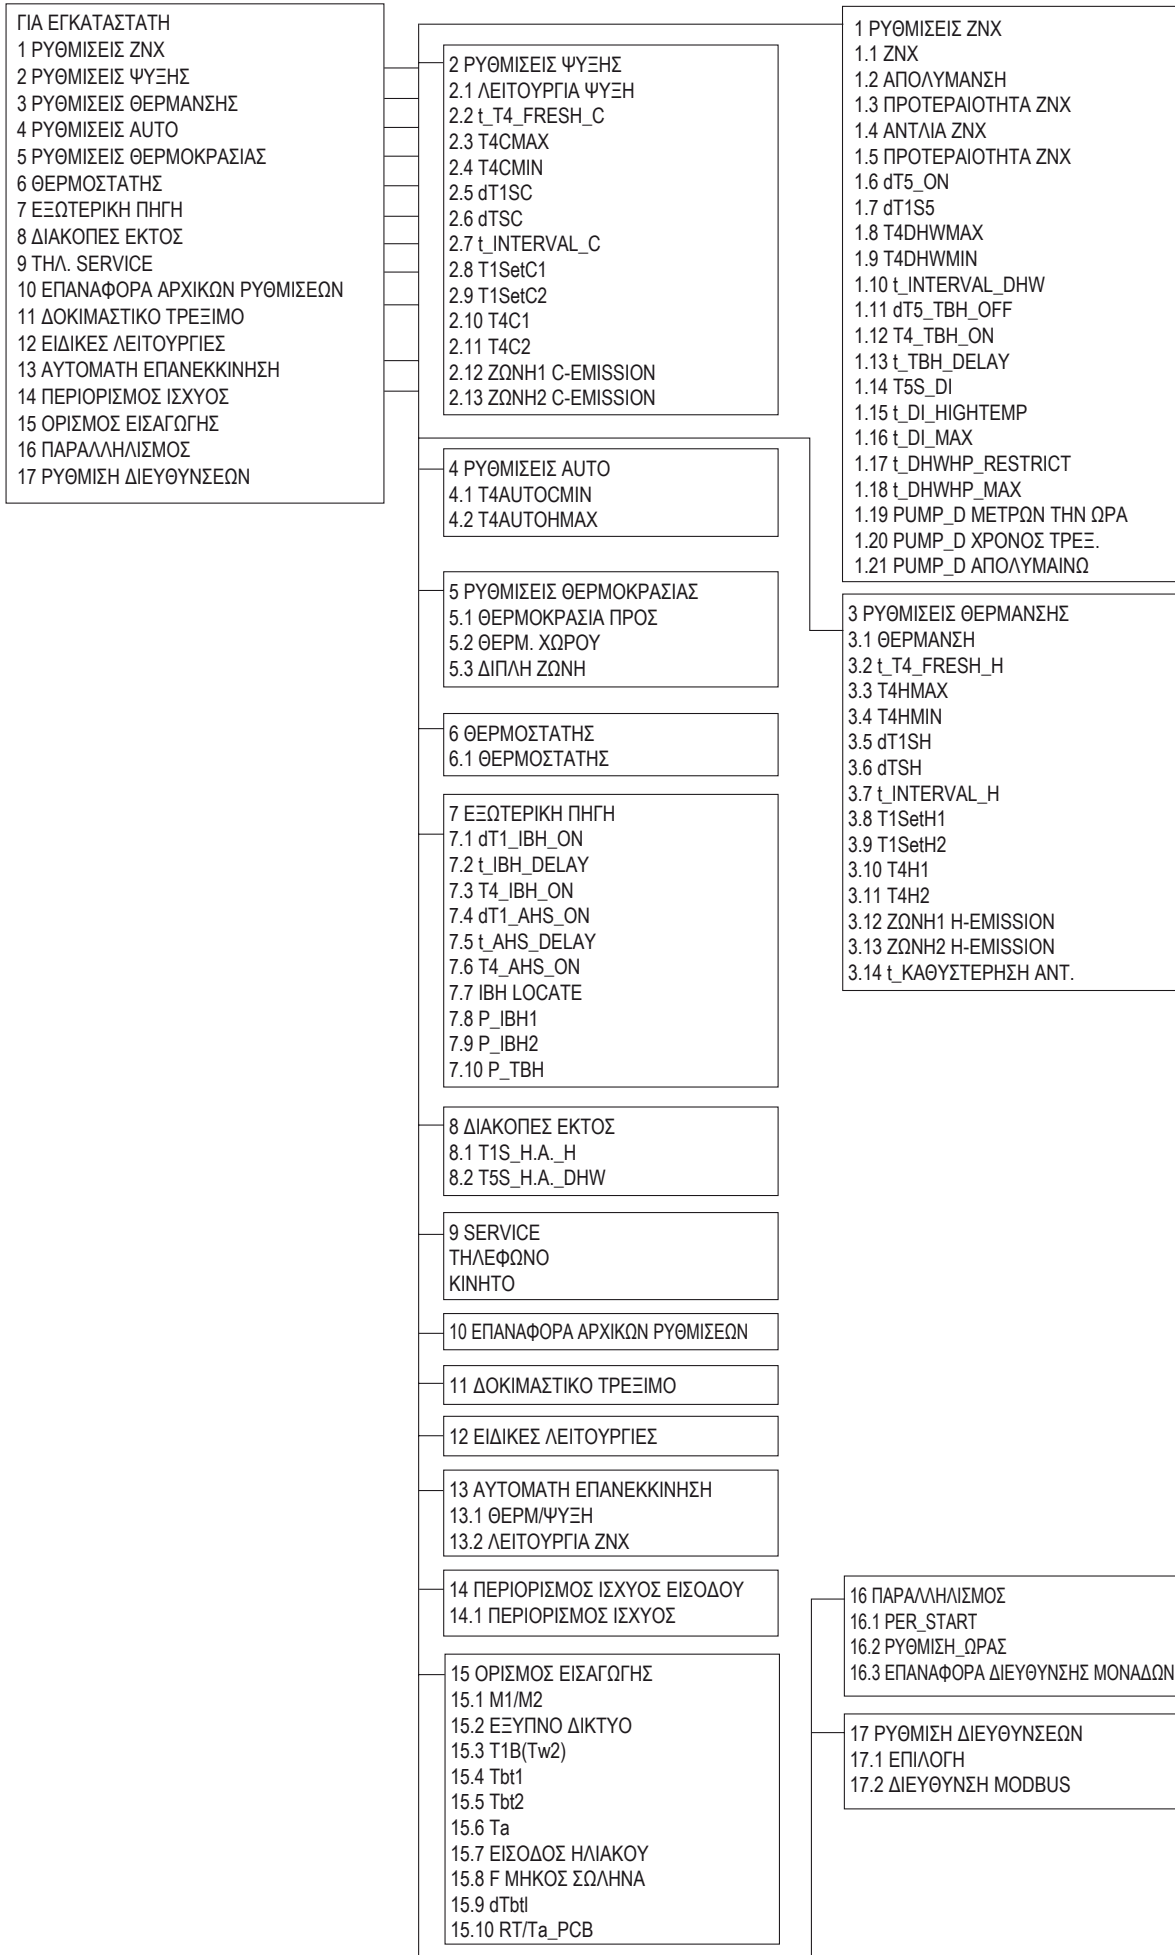 ΓΙΑ ΕΓΚΑΤΑΣΤΑΤΗ
1 ΡΥΘΜΙΣΕΙΣ ΖΝΧ
2 ΡΥΘΜΙΣΕΙΣ ΨΥΞΗΣ
3 ΡΥΘΜΙΣΕΙΣ ΘΕΡΜΑΝΣΗΣ
4 ΡΥΘΜΙΣΕΙΣ AUTO
5 ΡΥΘΜΙΣΕΙΣ ΘΕΡΜΟΚΡΑΣΙΑΣ
6 ΘΕΡΜΟΣΤΑΤΗΣ
7 ΕΞΩΤΕΡΙΚΗ ΠΗΓΗ
8 ΔΙΑΚΟΠΕΣ ΕΚΤΟΣ
9 ΤΗΛ. SERVICE
10 ΕΠΑΝΑΦΟΡΑ ΑΡΧΙΚΩΝ ΡΥΘΜΙΣΕΩΝ
11 ΔΟΚΙΜΑΣΤΙΚΟ ΤΡΕΞΙΜΟ
12 ΕΙΔΙΚΕΣ ΛΕΙΤΟΥΡΓΙΕΣ
13 ΑΥΤΟΜΑΤΗ ΕΠΑΝΕΚΚΙΝΗΣΗ
14 ΠΕΡΙΟΡΙΣΜΟΣ ΙΣΧΥΟΣ
15 ΟΡΙΣΜΟΣ ΕΙΣΑΓΩΓΗΣ
16 ΠΑΡΑΛΛΗΛΙΣΜΟΣ
17 ΡΥΘΜΙΣΗ ΔΙΕΥΘΥΝΣΕΩΝ
1 ΡΥΘΜΙΣΕΙΣ ΖΝΧ
1.1 ΖΝΧ
1.2 ΑΠΟΛΥΜΑΝΣΗ
1.3 ΠΡΟΤΕΡΑΙΟΤΗΤΑ ΖΝΧ
1.4 ΑΝΤΛΙΑ ΖΝΧ
1.5 ΠΡΟΤΕΡΑΙΟΤΗΤΑ ΖΝΧ
1.6 dT5_ON
1.7 dT1S5
1.8 T4DHWMAX
1.9 T4DHWMIN
1.10 t_INTERVAL_DHW
1.11 dT5_TBH_OFF
1.12 T4_TBH_ON
1.13 t_TBH_DELAY
1.14 T5S_DI
1.15 t_DI_HIGHTEMP
1.16 t_DI_MAX
1.17 t_DHWHP_RESTRICT
1.18 t_DHWHP_MAX
1.19 PUMP_D ΜΕΤΡΩΝ ΤΗΝ ΩΡΑ
1.20 PUMP_D ΧΡΟΝΟΣ ΤΡΕΞ.
1.21 PUMP_D ΑΠΟΛΥΜΑΙΝΩ
2 ΡΥΘΜΙΣΕΙΣ ΨΥΞΗΣ
2.1 ΛΕΙΤΟΥΡΓΙΑ ΨΥΞΗ
2.2 t_T4_FRESH_C
2.3 T4CMAX
2.4 T4CMIN
2.5 dT1SC
2.6 dTSC
2.7 t_INTERVAL_C
2.8 T1SetC1
2.9 T1SetC2
2.10 T4C1
2.11 T4C2
2.12 ΖΩΝΗ1 C-EMISSION
2.13 ΖΩΝΗ2 C-EMISSION
3 ΡΥΘΜΙΣΕΙΣ ΘΕΡΜΑΝΣΗΣ
3.1 ΘΕΡΜΑΝΣΗ
3.2 t_T4_FRESH_H
3.3 T4HMAX
3.4 T4HMIN
3.5 dT1SH
3.6 dTSH
3.7 t_INTERVAL_H
3.8 T1SetH1
3.9 T1SetH2
3.10 T4H1
3.11 T4H2
3.12 ΖΩΝΗ1 H-EMISSION
3.13 ΖΩΝΗ2 H-EMISSION
3.14 t_ΚΑΘΥΣΤΕΡΗΣΗ ΑΝΤ.
4 ΡΥΘΜΙΣΕΙΣ AUTO
4.1 T4AUTOCMIN
4.2 T4AUTOHMAX
5 ΡΥΘΜΙΣΕΙΣ ΘΕΡΜΟΚΡΑΣΙΑΣ
5.1 ΘΕΡΜΟΚΡΑΣΙΑ ΠΡΟΣ
5.2 ΘΕΡΜ. ΧΩΡΟΥ
5.3 ΔΙΠΛΗ ΖΩΝΗ
6 ΘΕΡΜΟΣΤΑΤΗΣ
6.1 ΘΕΡΜΟΣΤΑΤΗΣ
7 ΕΞΩΤΕΡΙΚΗ ΠΗΓΗ
7.1 dT1_IBH_ON
7.2 t_IBH_DELAY
7.3 T4_IBH_ON
7.4 dT1_AHS_ON
7.5 t_AHS_DELAY
7.6 T4_AHS_ON
7.7 IBH LOCATE
7.8 P_IBH1
7.9 P_IBH2
7.10 P_TBH
8 ΔΙΑΚΟΠΕΣ ΕΚΤΟΣ
8.1 T1S_H.A._H
8.2 T5S_H.A._DHW
9 SERVICE
ΤΗΛΕΦΩΝΟ
ΚΙΝΗΤΟ
10 ΕΠΑΝΑΦΟΡΑ ΑΡΧΙΚΩΝ ΡΥΘΜΙΣΕΩΝ
11 ΔΟΚΙΜΑΣΤΙΚΟ ΤΡΕΞΙΜΟ
12 ΕΙΔΙΚΕΣ ΛΕΙΤΟΥΡΓΙΕΣ
13 ΑΥΤΟΜΑΤΗ ΕΠΑΝΕΚΚΙΝΗΣΗ
13.1 ΘΕΡΜ/ΨΥΞΗ
13.2 ΛΕΙΤΟΥΡΓΙΑ ΖΝΧ
14 ΠΕΡΙΟΡΙΣΜΟΣ ΙΣΧΥΟΣ ΕΙΣΟΔΟΥ
14.1 ΠΕΡΙΟΡΙΣΜΟΣ ΙΣΧΥΟΣ
15 ΟΡΙΣΜΟΣ ΕΙΣΑΓΩΓΗΣ
15.1 M1/M2
15.2 ΕΞΥΠΝΟ ΔΙΚΤΥΟ
15.3 T1B(Tw2)
15.4 Tbt1
15.5 Tbt2
15.6 Ta
15.7 ΕΙΣΟΔΟΣ ΗΛΙΑΚΟΥ
15.8 F ΜΗΚΟΣ ΣΩΛΗΝΑ
15.9 dTbtl
15.10 RT/Ta_PCB
16 ΠΑΡΑΛΛΗΛΙΣΜΟΣ
16.1 PER_START
16.2 ΡΥΘΜΙΣΗ_ΩΡΑΣ
16.3 ΕΠΑΝΑΦΟΡΑ ΔΙΕΥΘΥΝΣΗΣ ΜΟΝΑΔΩΝ
17 ΡΥΘΜΙΣΗ ΔΙΕΥΘΥΝΣΕΩΝ
17.1 ΕΠΙΛΟΓΗ
17.2 ΔΙΕΥΘΥΝΣΗ MODBUS